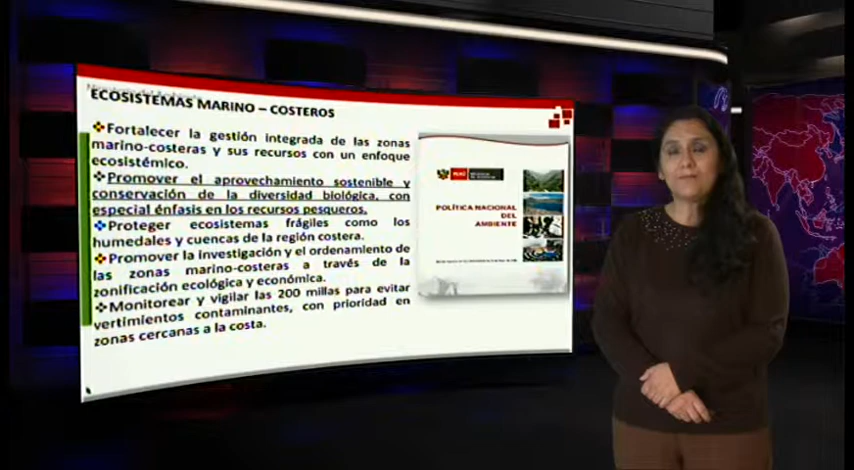 ECOSISTEMAS MARINO – COSTEROS
Fortalecer la gestión integrada de las zonas
marino-costeras y sus recursos con un enfoque
ecosistémico.
Promover el aprovechamiento sostenible y
conservación de la diversidad biológica, con
especial énfasis en los recursos pesqueros.
Proteger ecosistemas frágiles como los
humedales y cuencas de la región costera.
Promover la investigación y el ordenamiento de
las zonas marino-costeras a través de la
zonificación ecológica y económica.
Monitorear y vigilar las 200 millas para evitar
vertimientos contaminantes, con prioridad en
zonas cercanas a la costa.
PERÚ
POLÍTICA NACIONAL
DEL
AMBIENTE